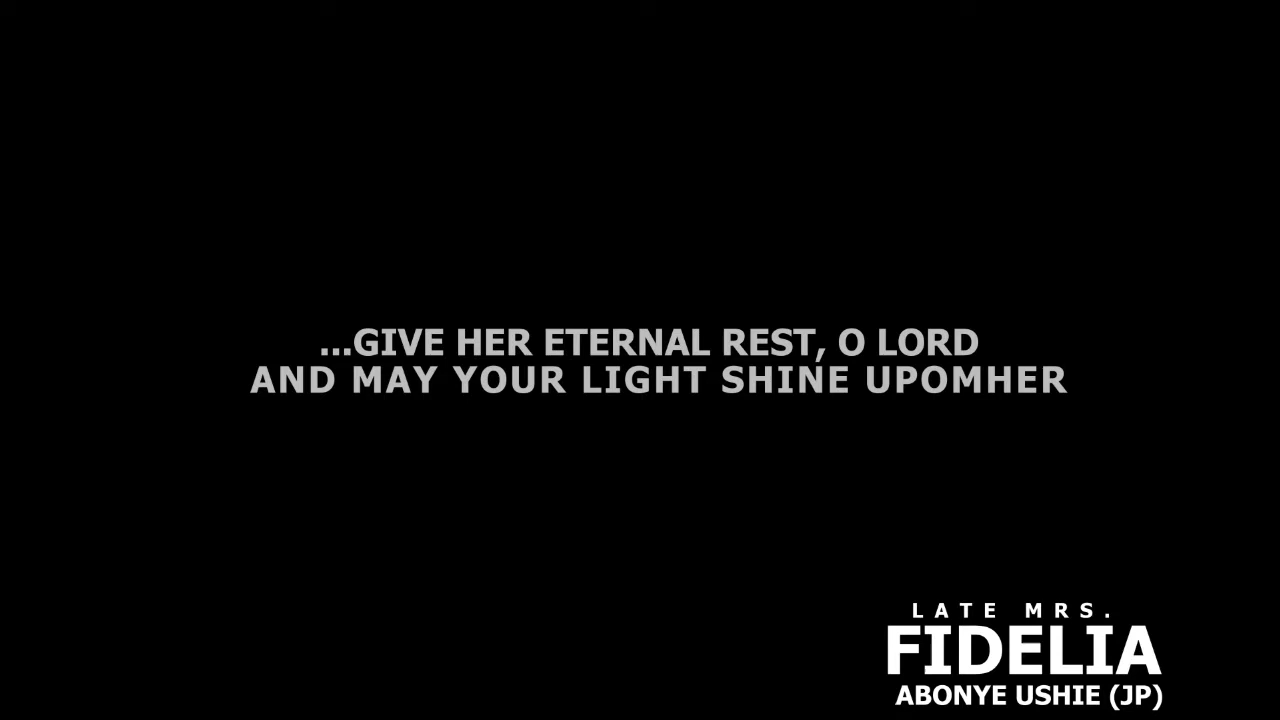 ...GIVE HER ETERNAL REST, O LORD
AND MAY YOUR LIGHT SHINE UPOMHER
LATE MRS.
FIDELIA
ABONYE USHIE (JP)